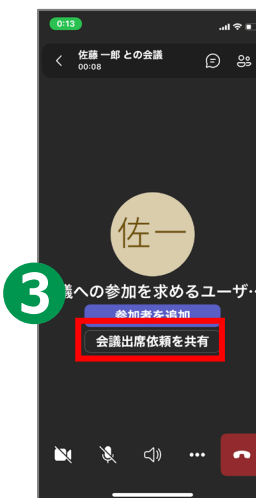 0:13
佐藤 一郎 との会議
00:08
佐一
議への参加を求めるユーザ…
3
参加者を追加
会議出席依頼を共有